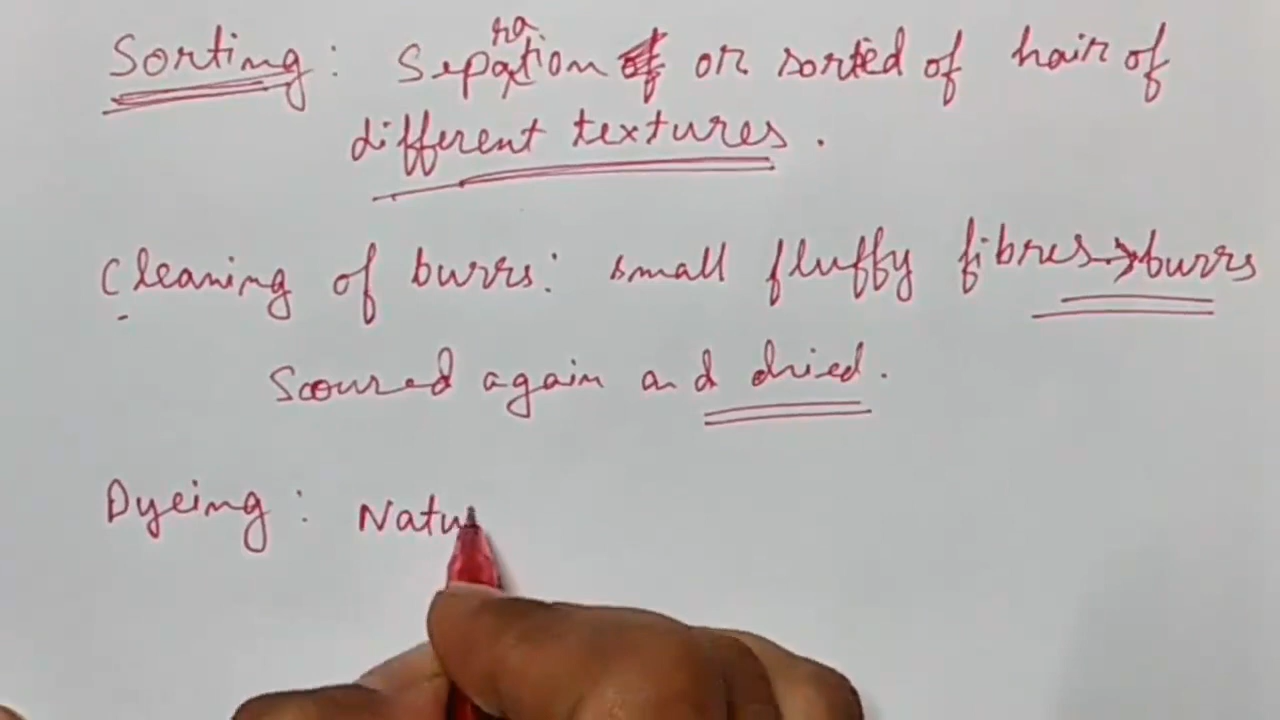 Sorting: Separation or sorted of hair of
different textures.
Cleaning of burrs: small fluffy fibres→burrs
Scoured again and dried.
Dyeing: Natu